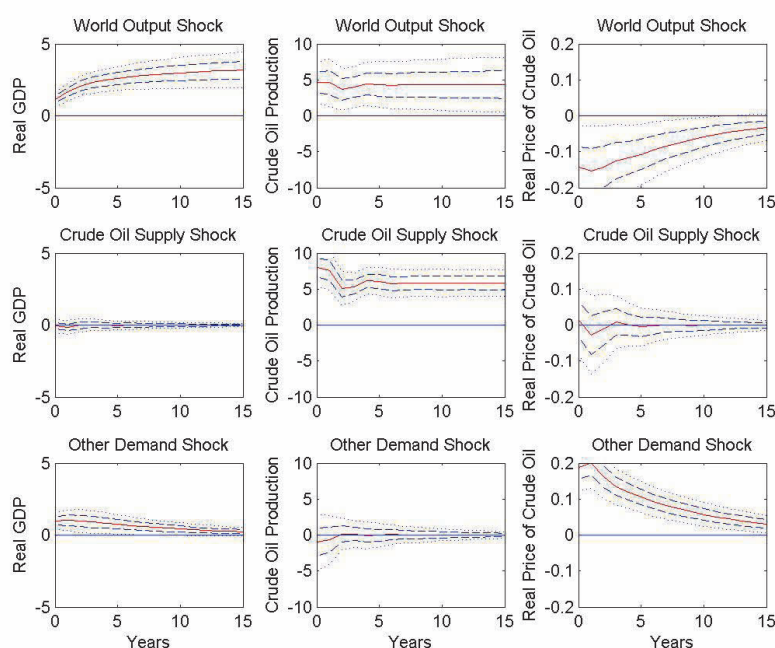 World Output Shock
Real GDP
5
0
5
0 5 10 15
World Output Shock
Crude Oil Production
10
5
0
5
10
0 5 10 15
World Output Shock
Real Price of Crude Oil
0.2
0.1
0
0.1
0.2
0 5 10 15
Crude Oil Supply Shock
Real GDP
5
0
5
0 5 10 15
Crude Oil Supply Shock
Crude Oil Production
10
5
0
5
10
0 5 10 15
Crude Oil Supply Shock
Real Price of Crude Oil
0.2
0.1
0
0.1
0.2
0 5 10 15
Other Demand Shock
Real GDP
5
0
5
0 5 10 15
Years
Other Demand Shock
Crude Oil Production
10
5
0
5
10
0 5 10 15
Years
Other Demand Shock
Real Price of Crude Oil
0.2
0.1
0
0.1
0.2
0 5 10 15
Years